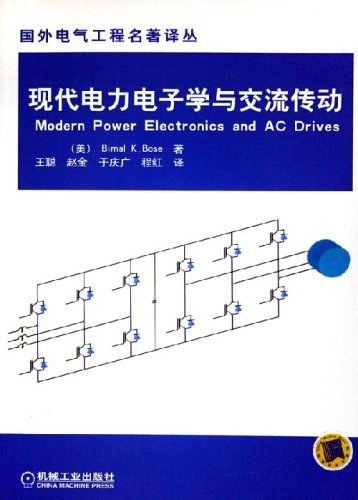 国外电气工程名著译丛
现代电力电子学与交流传动
Modern Power Electronics and AC Drives
(美) Bimal K. Bose 著
王聪 赵金 于庆广 程红 译
机械工业出版社
CHINA MACHINE PRESS